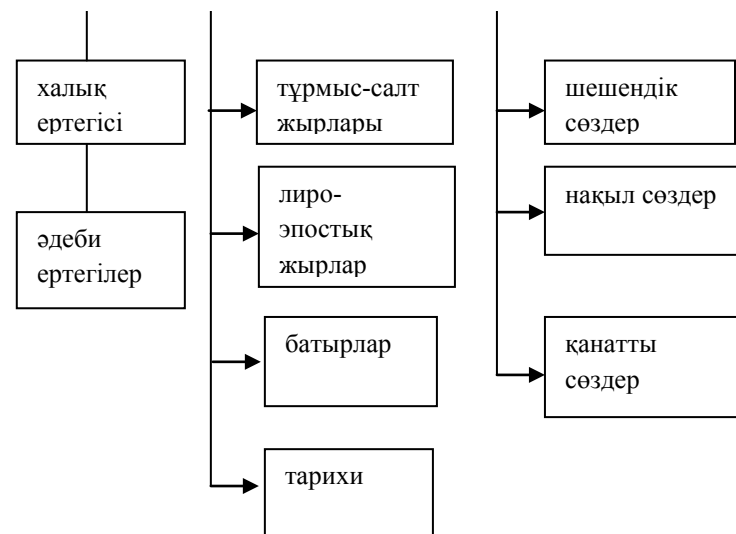 халық
ертегісі
әдеби
ертегілер
тұрмыс-салт
жырлары
лиро-
эпостық
жырлар
батырлар
тарихи
шешендік
сөздер
нақыл сөздер
қанатты
сөздер